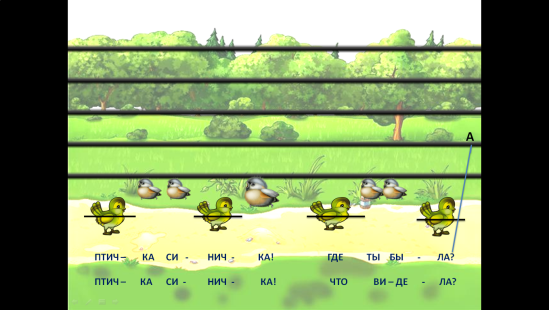 А
ПТИЧ – КА СИ - НИЧ - КА! ГДЕ ТЫ БЫ - ЛА?
ПТИЧ – КА СИ - НИЧ - КА! ЧТО ВИ – ДЕ - ЛА?